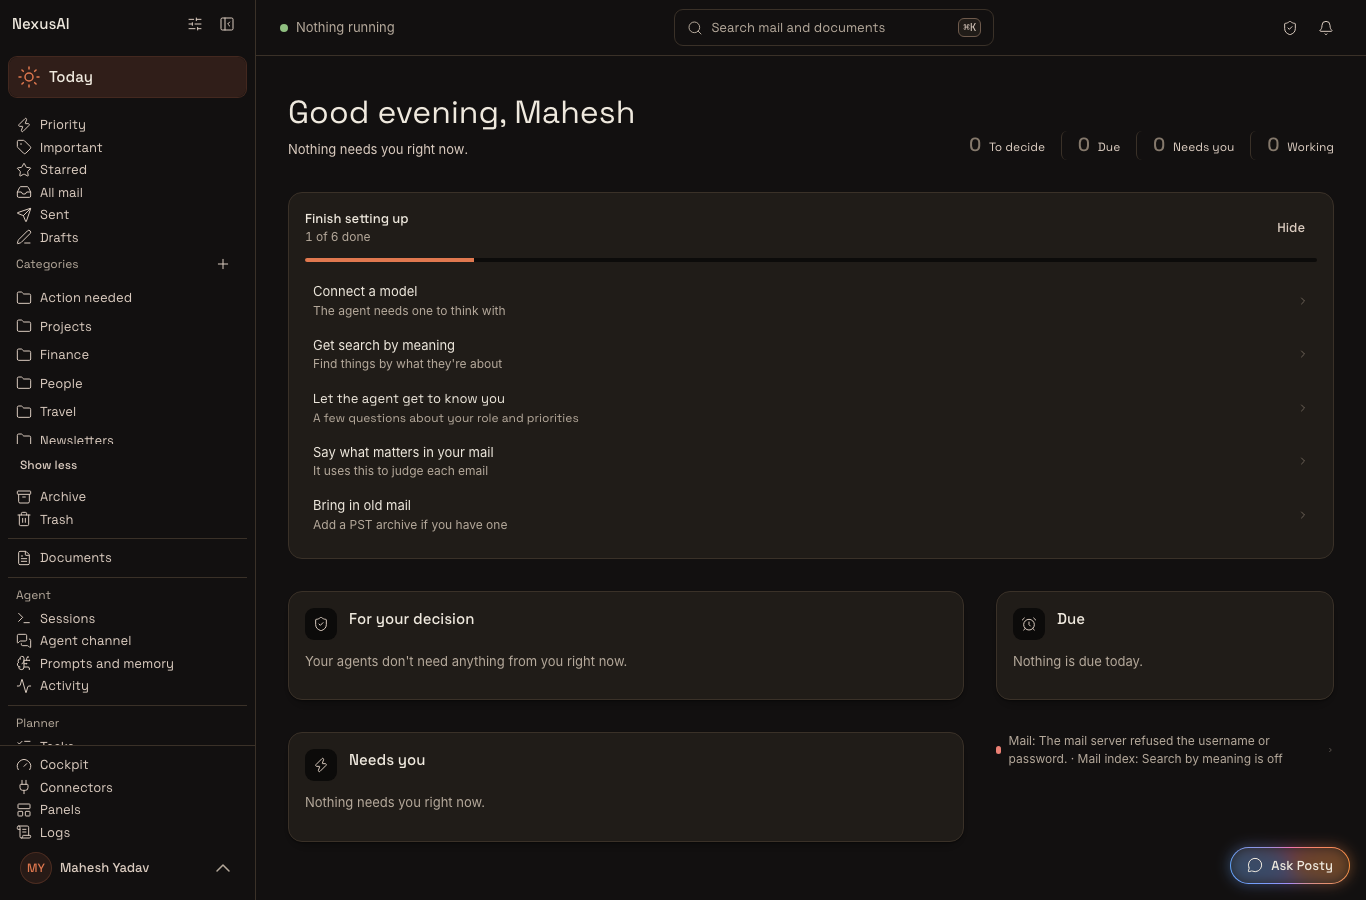 NexusAI
Today
Priority
Important
Starred
All mail
Sent
Drafts
Categories
Action needed
Projects
Finance
People
Travel
Newsletters
Show less
Archive
Trash
Documents
Agent
Sessions
Agent channel
Prompts and memory
Activity
Planner
Tasks
Cockpit
Connectors
Panels
Logs
MY Mahesh Yadav
Nothing running
Search mail and documents ⌘K
Good evening, Mahesh
Nothing needs you right now.
0 To decide 0 Due 0 Needs you 0 Working
Finish setting up
1 of 6 done
Hide
Connect a model
The agent needs one to think with
Get search by meaning
Find things by what they're about
Let the agent get to know you
A few questions about your role and priorities
Say what matters in your mail
It uses this to judge each email
Bring in old mail
Add a PST archive if you have one
For your decision
Your agents don't need anything from you right now.
Due
Nothing is due today.
Needs you
Nothing needs you right now.
Mail: The mail server refused the username or
password. · Mail index: Search by meaning is off
Ask Posty